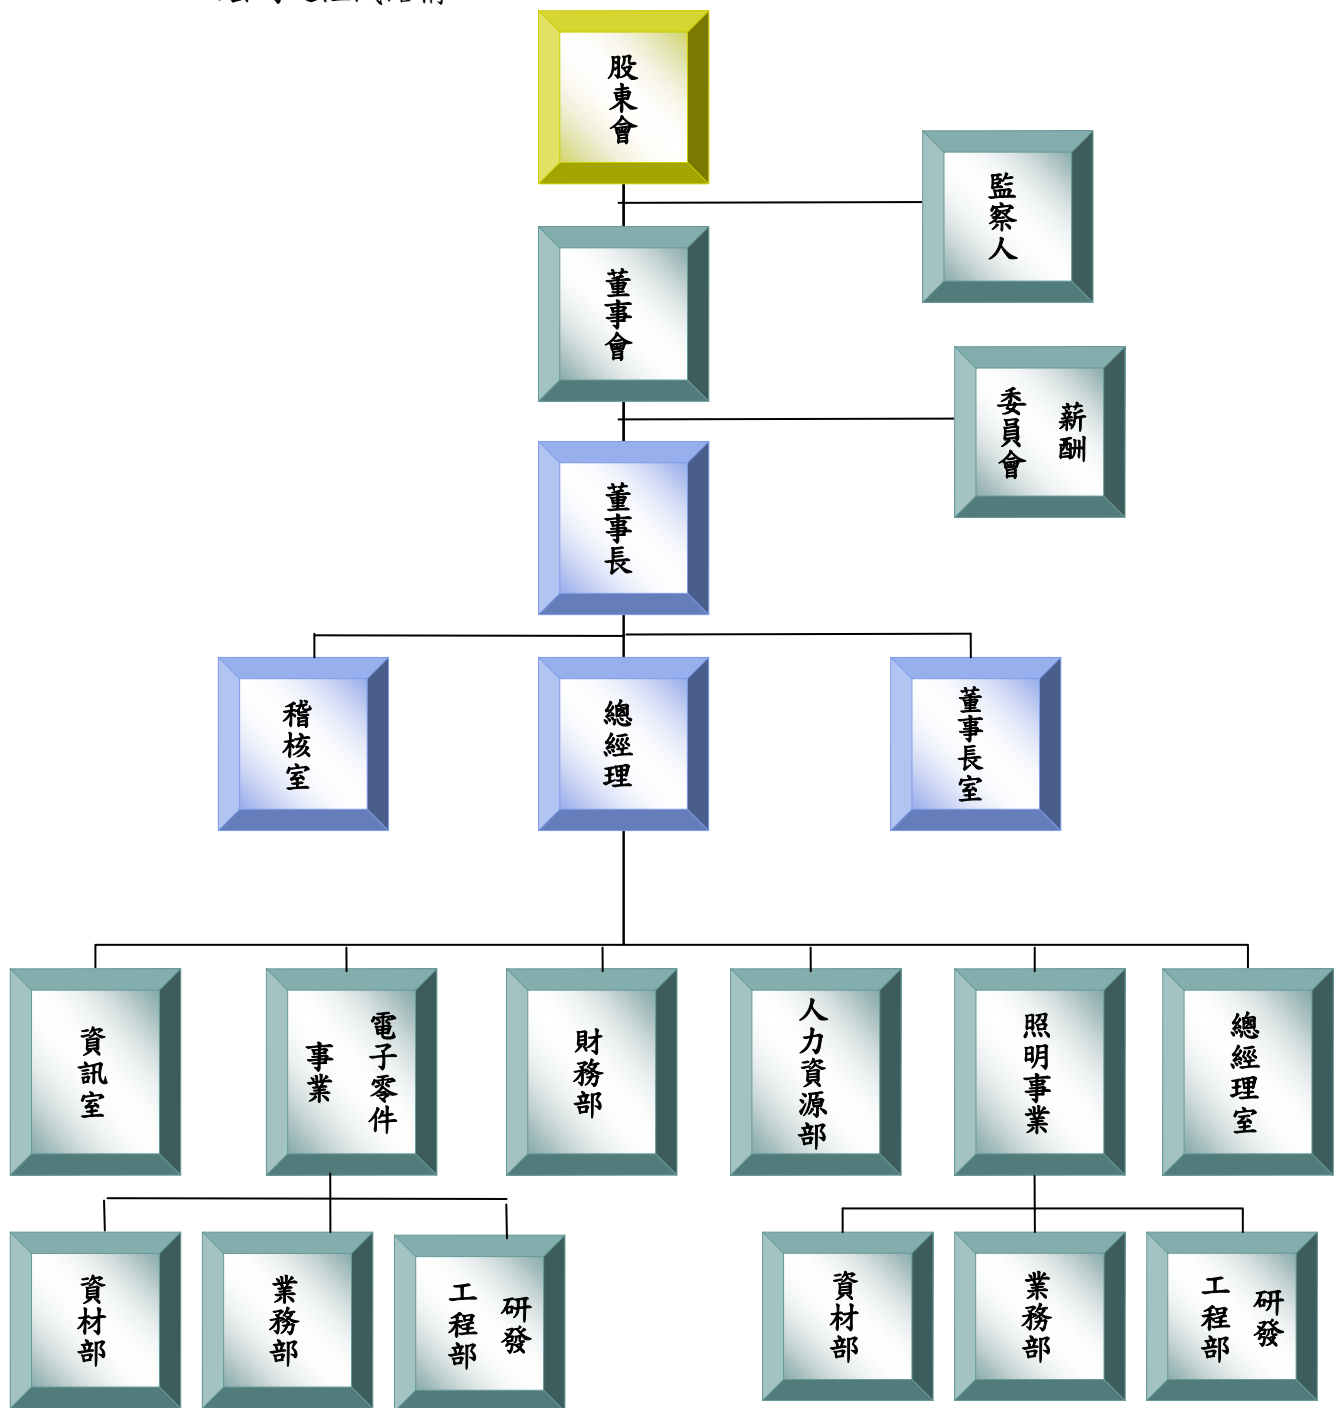 股東會
監察人
董事會
薪酬
委員會
董事長
稽核室
總經理
董事長室
資訊室
電子零件
事業
財務部
人力資源部
照明事業
總經理室
資材部
業務部
研發
工程部
資材部
業務部
研發
工程部